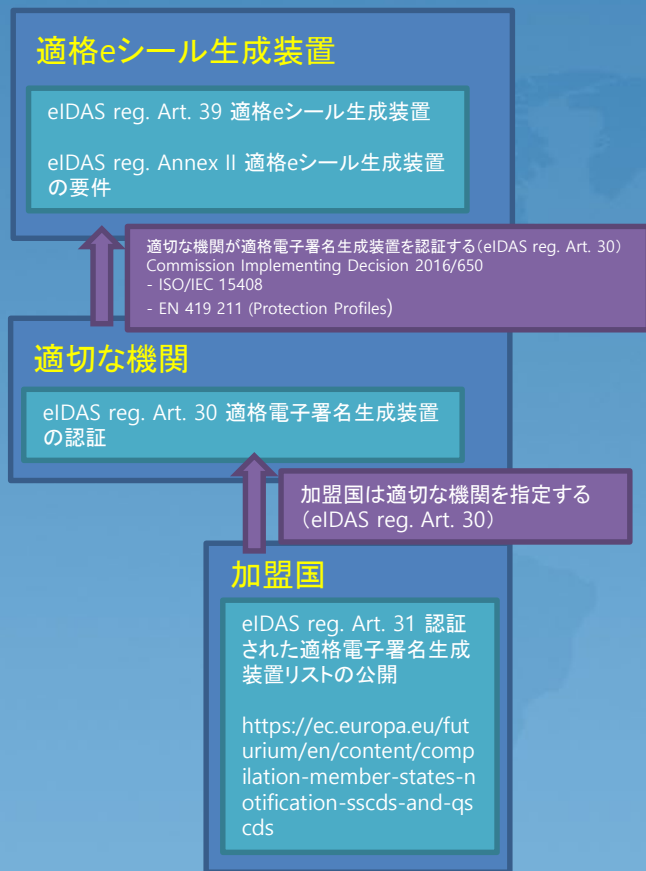 適格eシール生成装置
eIDAS reg. Art. 39 適格eシール生成装置
eIDAS reg. Annex II 適格eシール生成装置
の要件
適切な機関が適格電子署名生成装置を認証する(eIDAS reg. Art. 30)
Commission Implementing Decision 2016/650
- ISO/IEC 15408
- EN 419 211 (Protection Profiles)
適切な機関
eIDAS reg. Art. 30 適格電子署名生成装置
の認証
加盟国は適切な機関を指定する
(eIDAS reg. Art. 30)
加盟国
eIDAS reg. Art. 31 認証
された適格電子署名生成
装置リストの公開
https://ec.europa.eu/fut
urium/en/content/comp
ilation-member-states-n
otification-sscds-and-qs
cds